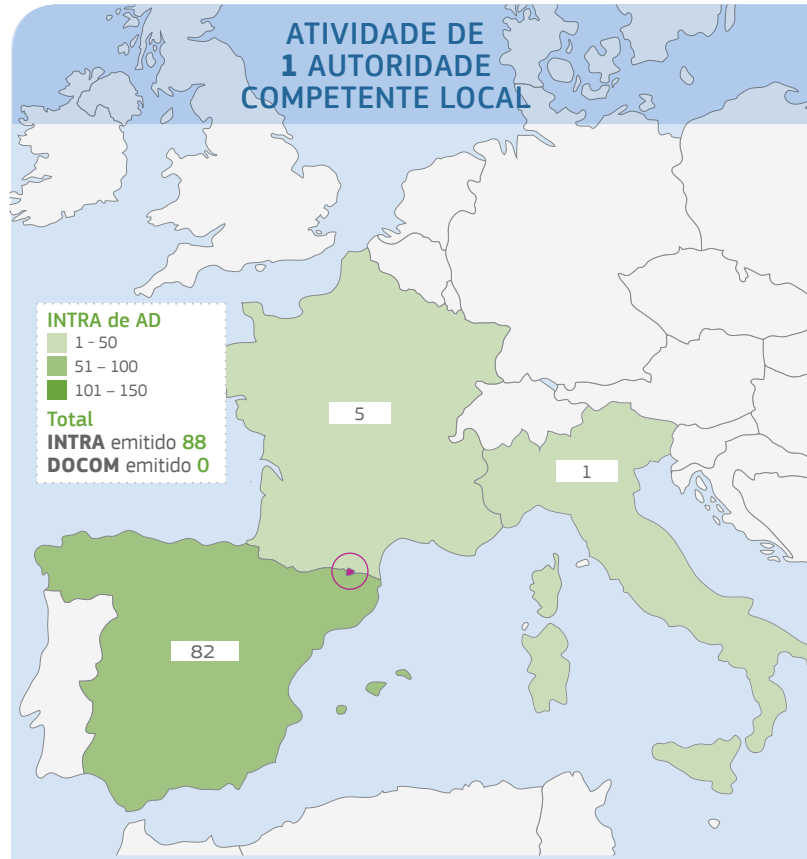 ATIVIDADE DE
1 AUTORIDADE
COMPETENTE LOCAL
INTRA de AD
1 - 50
51 – 100
101 – 150
Total
INTRA emitido 88
DOCOM emitido 0
5
1
82